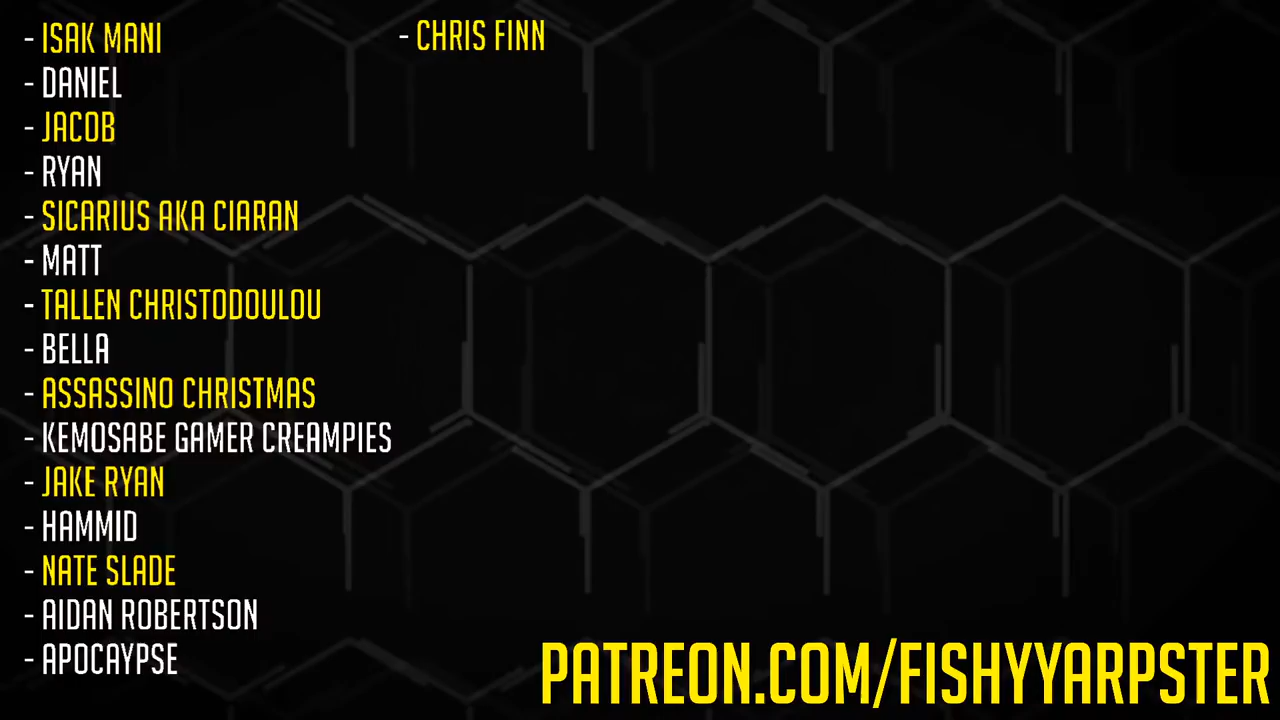 - ISAK MANI
- DANIEL
- JACOB
- RYAN
- SICARIUS AKA CIARAN
- MATT
- TALLEN CHRISTODOULOU
- BELLA
- ASSASSINO CHRISTMAS
- KEMOSABE GAMER CREAMPIES
- JAKE RYAN
- HAMMID
- NATE SLADE
- AIDAN ROBERTSON
- APOCAYPSE
- CHRIS FINN
PATREON.COM/FISHYYARPSTER